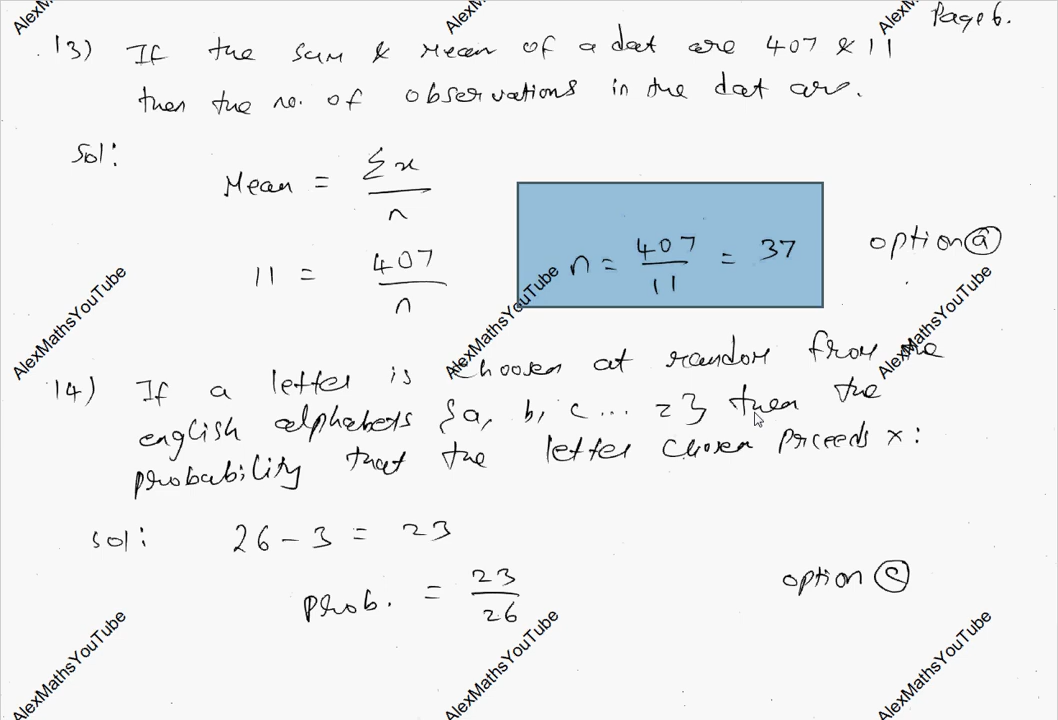 Page 6.
13) If the sum & Mean of a dat are 407 & 11
then the no. of observations in the dat are.
Sol:
Mean = Σx / n
11 = 407 / n
n = 407 / 11 = 37
option (a)
14) If a letter is choosen at random from the
english alphabets {a, b, c ... z} then the
probability that the letter chosen preceeds x:
sol: 26 - 3 = 23
prob. = 23 / 26
option (c)
AlexMathsYouTube
AlexMathsYouTube
AlexMathsYouTube
AlexMathsYouTube
AlexMathsYouTube
AlexMathsYouTube